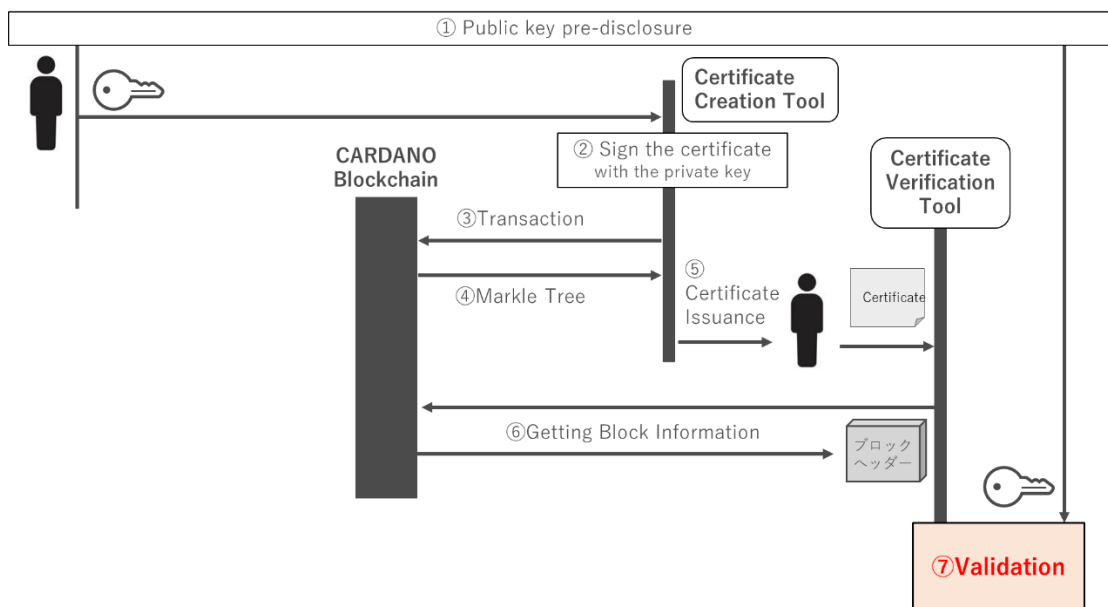 ① Public key pre-disclosure
Certificate
Creation Tool
② Sign the certificate
with the private key
CARDANO
Blockchain
Certificate
Verification
Tool
③Transaction
④Markle Tree
⑤
Certificate
Issuance
Certificate
⑥Getting Block Information
ブロック
ヘッダー
⑦Validation